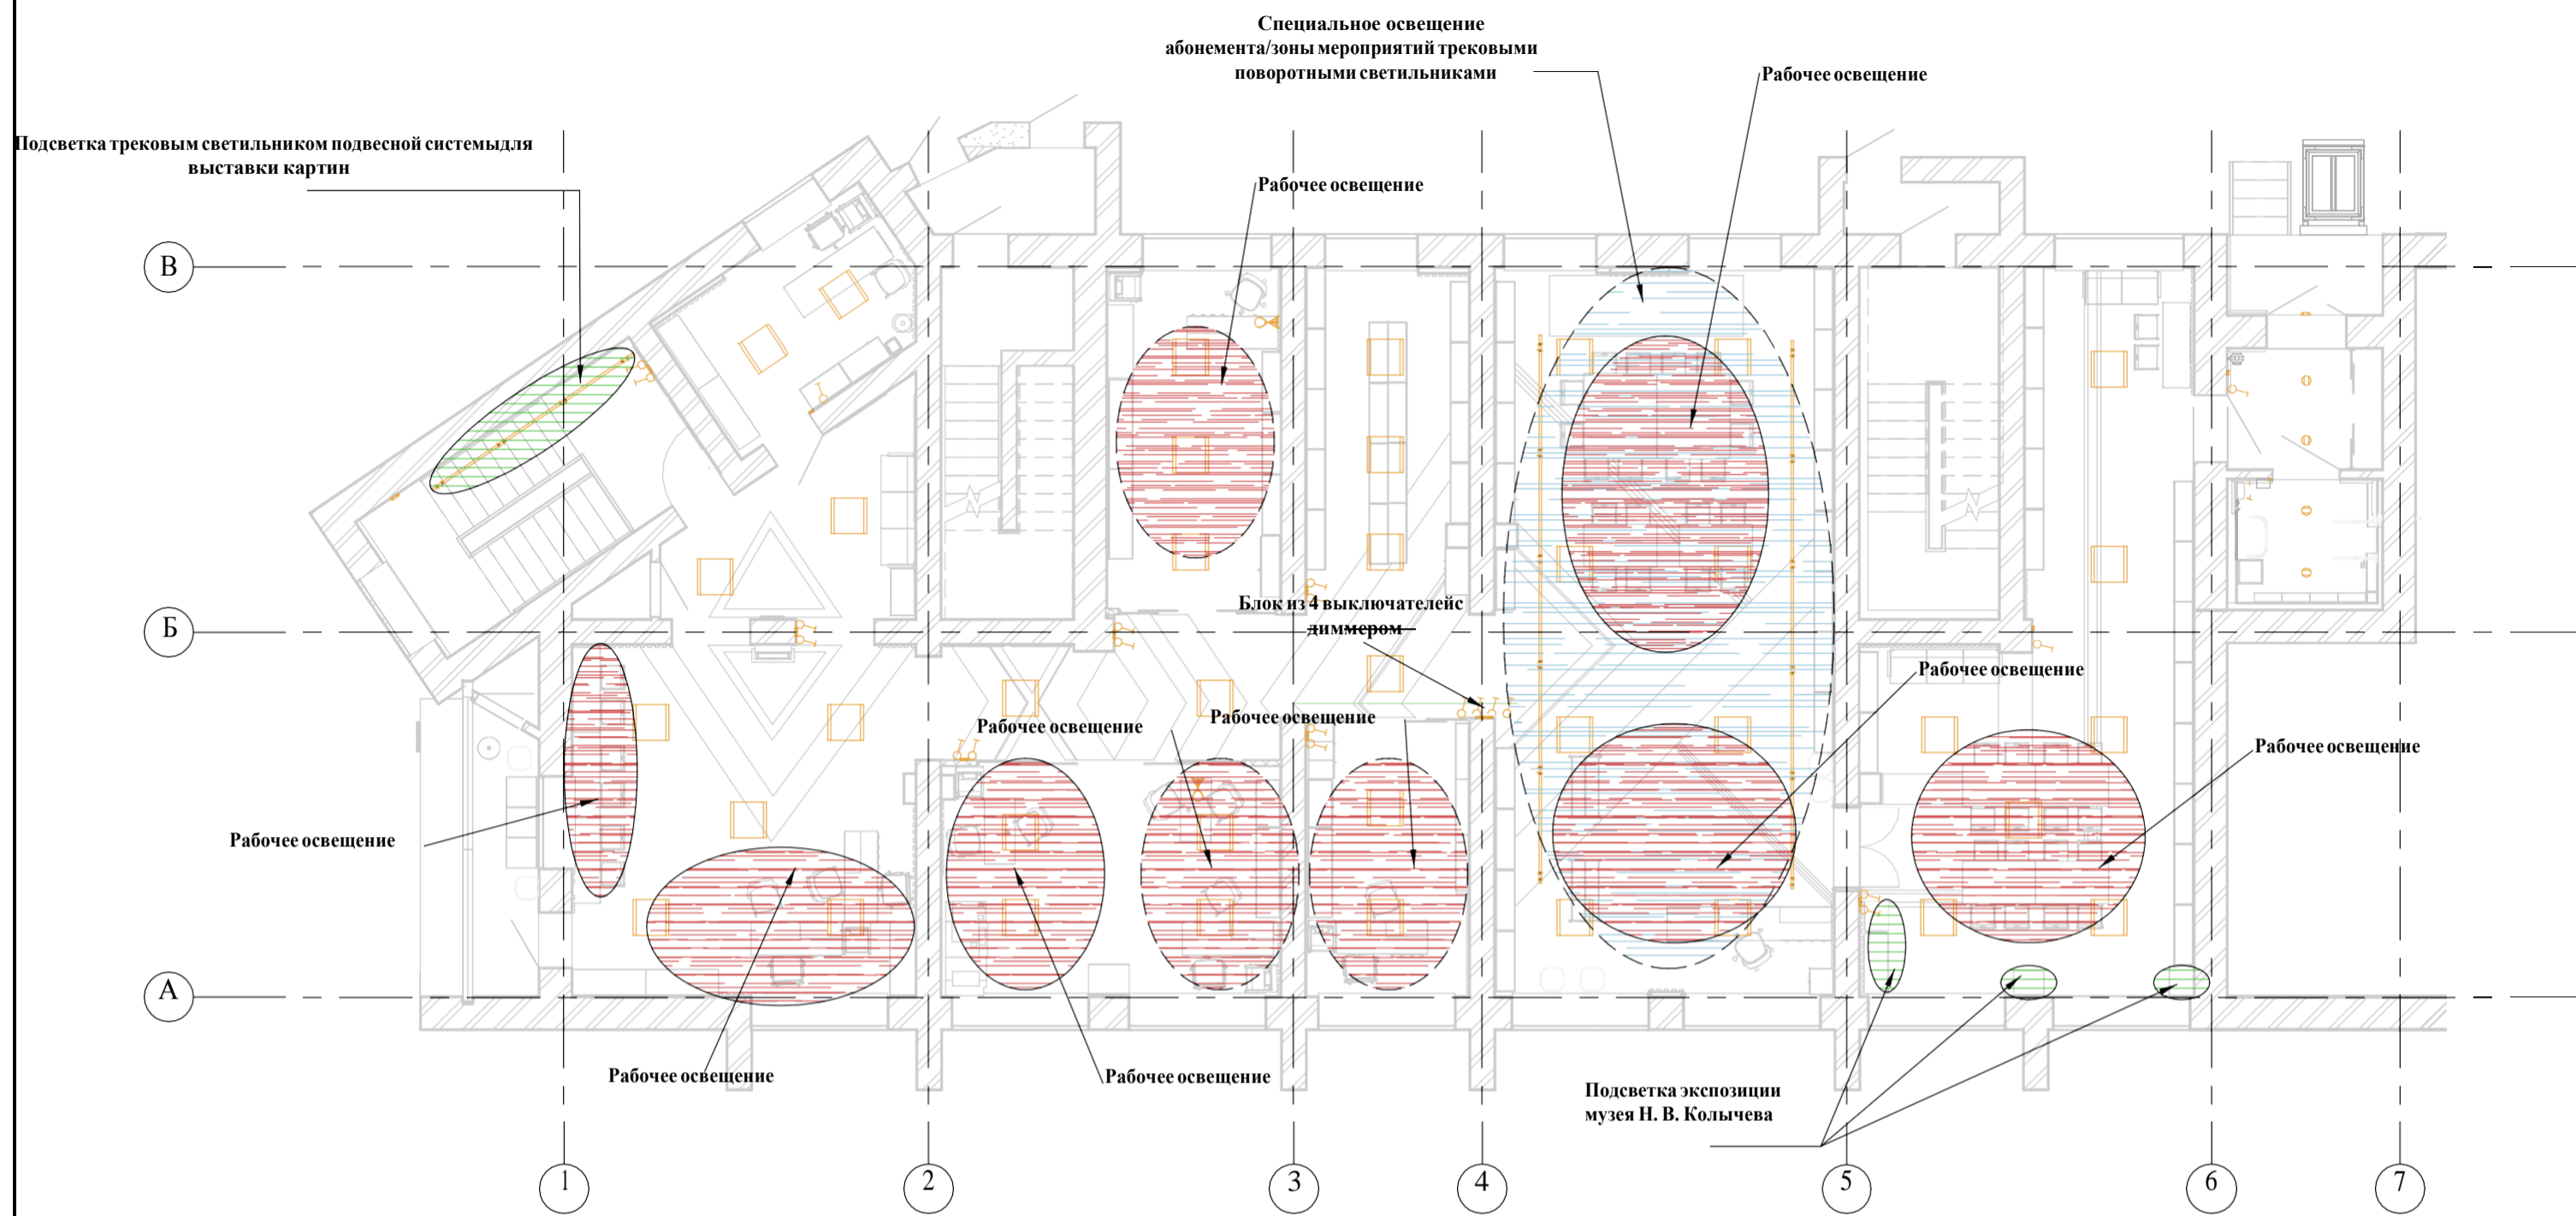 Специальное освещение
абонемента/зоны мероприятий трековыми
поворотными светильниками
Рабочее освещение
Подсветка трековым светильником подвесной системыдля
выставки картин
Рабочее освещение
В
Блок из 4 выключателейс
диммером
Б
Рабочее освещение
Рабочее освещение
Рабочее освещение
Рабочее освещение
Рабочее освещение
А
Рабочее освещение
Рабочее освещение
Подсветка экспозиции
музея Н. В. Колычева
1
2
3
4
5
6
7